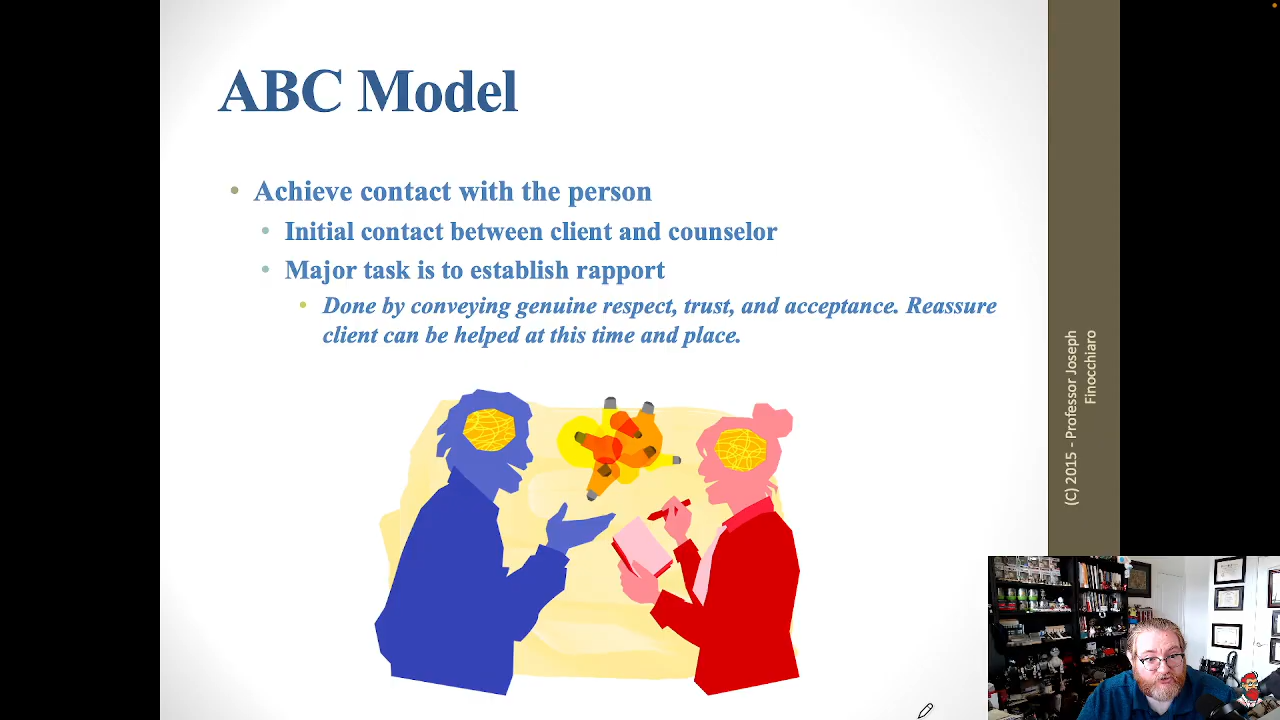 ABC Model
• Achieve contact with the person
• Initial contact between client and counselor
• Major task is to establish rapport
• Done by conveying genuine respect, trust, and acceptance. Reassure
client can be helped at this time and place.
(C) 2015 - Professor Joseph
Finocchiaro